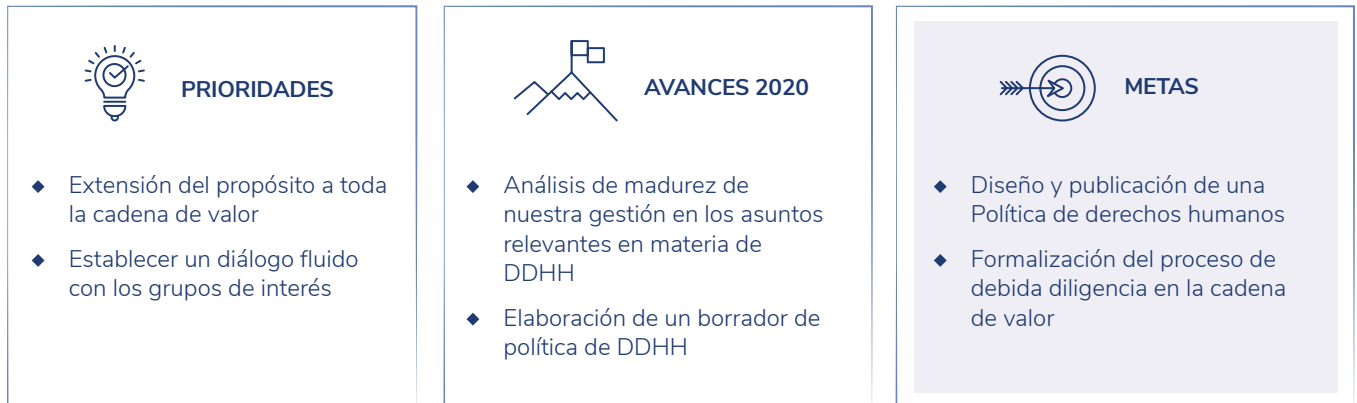 PRIORIDADES
Extensión del propósito a toda
la cadena de valor
Establecer un diálogo fluido
con los grupos de interés
AVANCES 2020
Análisis de madurez de
nuestra gestión en los asuntos
relevantes en materia de
DDHH
Elaboración de un borrador de
política de DDHH
METAS
Diseño y publicación de una
Política de derechos humanos
Formalización del proceso de
debida diligencia en la cadena
de valor